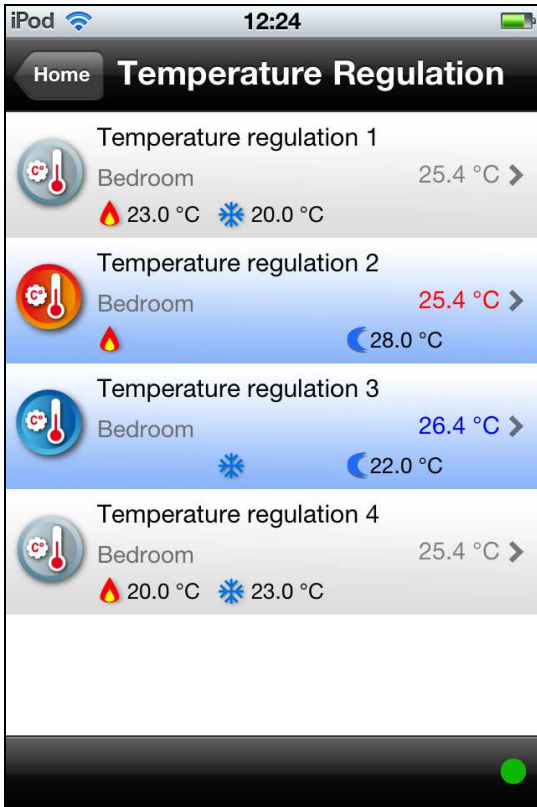 iPod 12:24
Home Temperature Regulation
Temperature regulation 1
C°
Bedroom 25.4 °C
23.0 °C 20.0 °C
Temperature regulation 2
C°
Bedroom 25.4 °C
28.0 °C
Temperature regulation 3
C°
Bedroom 26.4 °C
22.0 °C
Temperature regulation 4
C°
Bedroom 25.4 °C
20.0 °C 23.0 °C